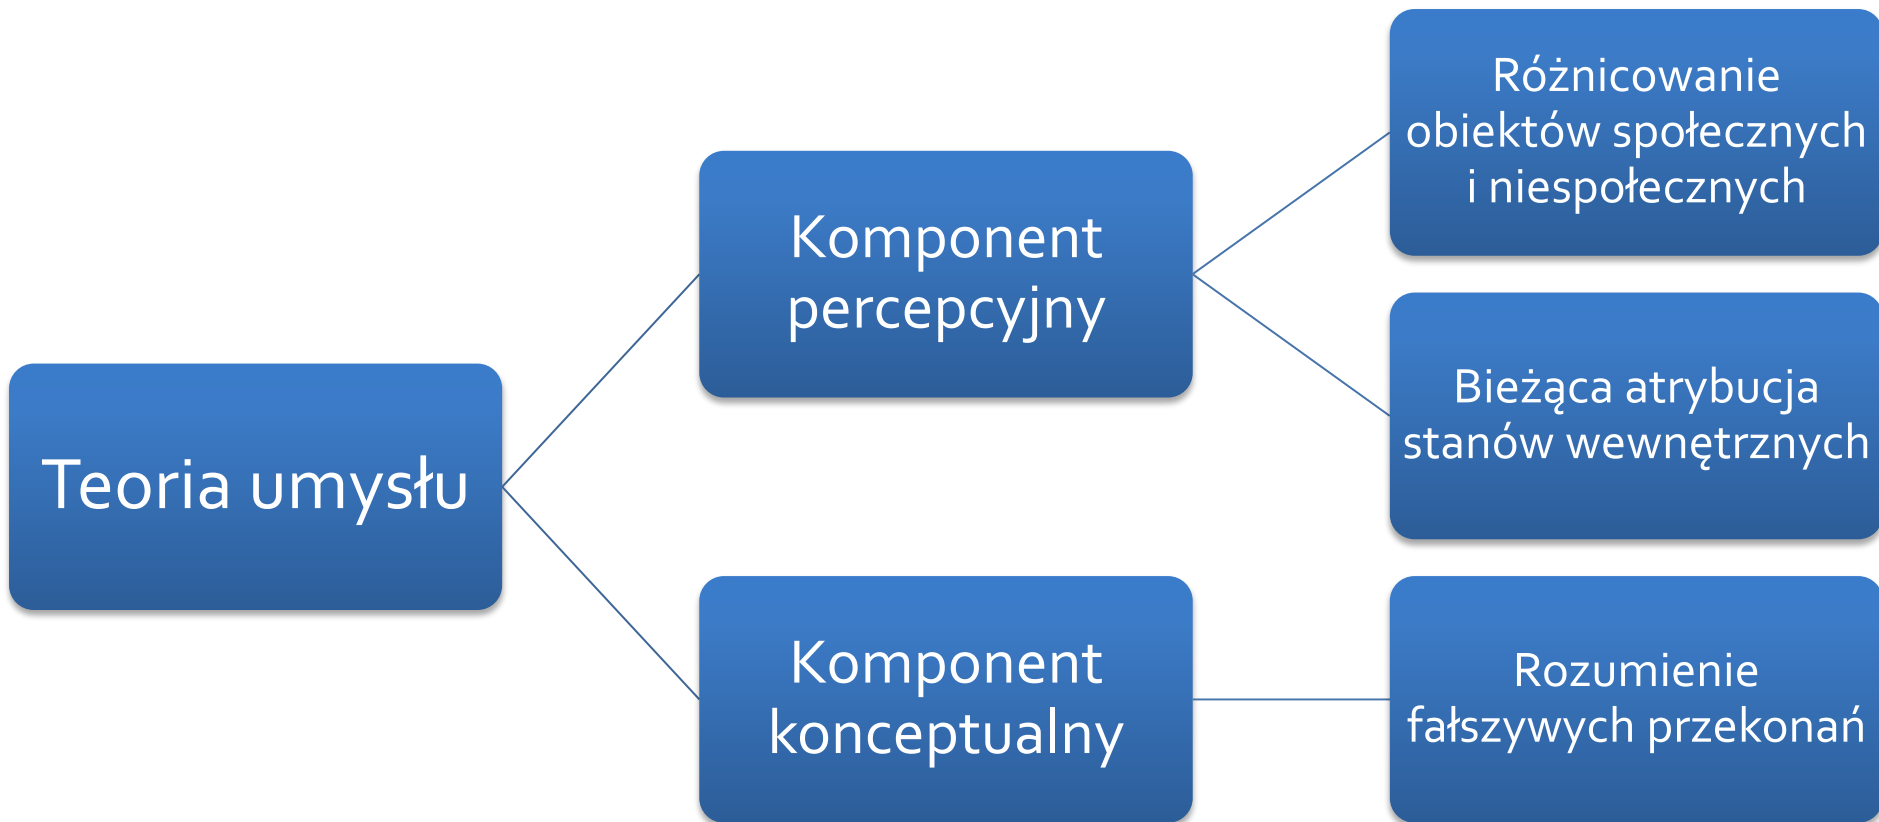 Teoria umysłu
Komponent
percepcyjny
Różnicowanie
obiektów społecznych
i niespołecznych
Bieżąca atrybucja
stanów wewnętrznych
Komponent
konceptualny
Rozumienie
fałszywych przekonań